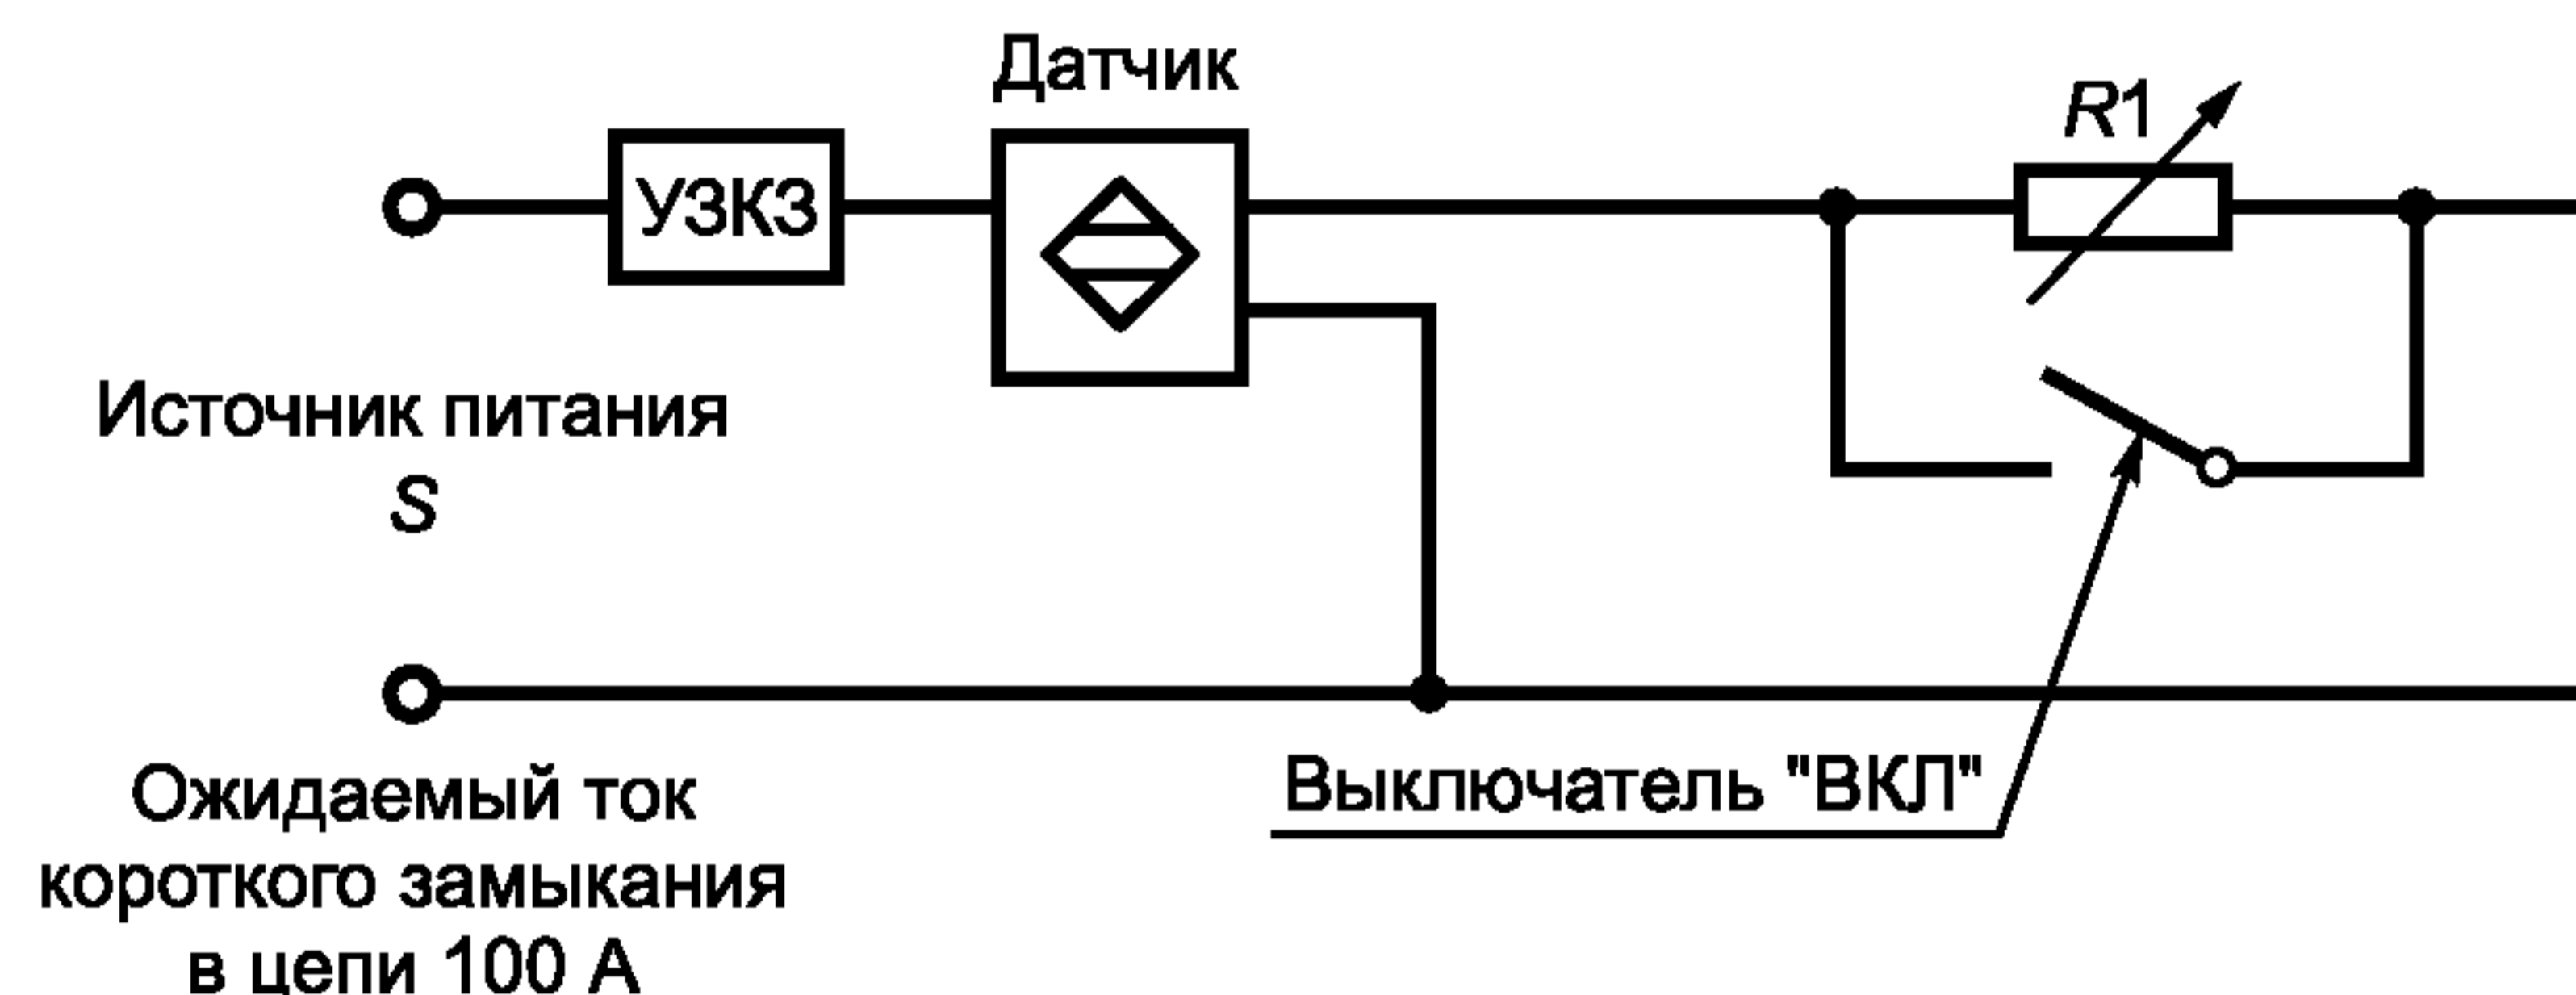 Датчик
R1
УЗКЗ
Источник питания
S
Выключатель "ВКЛ"
Ожидаемый ток
короткого замыкания
в цепи 100 А